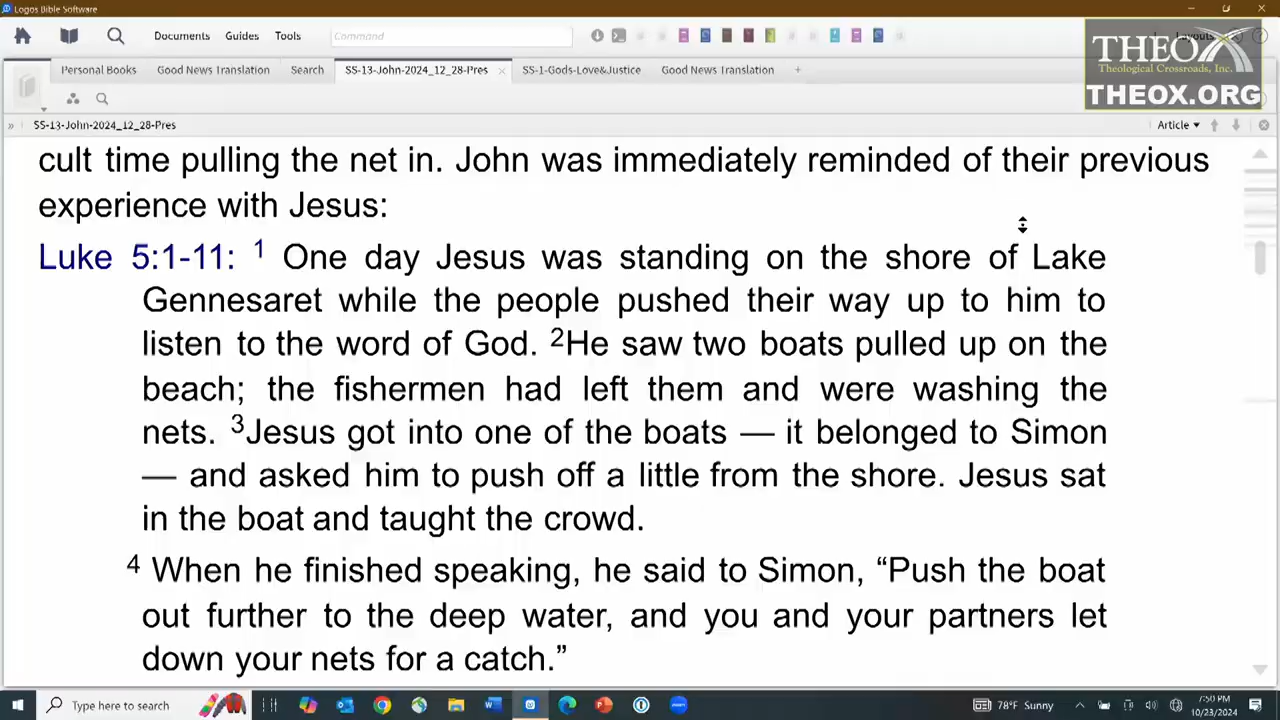 Logos Bible Software
Documents Guides Tools Command Layouts
THEOX
Theological Crossroads, Inc.
THEOX.ORG
Personal Books Good News Translation Search SS-13-John-2024_12_28-Pres SS-1-Gods-Love&Justice Good News Translation
SS-13-John-2024_12_28-Pres Article
cult time pulling the net in. John was immediately reminded of their previous
experience with Jesus:
Luke 5:1-11: 1 One day Jesus was standing on the shore of Lake
Gennesaret while the people pushed their way up to him to
listen to the word of God. 2He saw two boats pulled up on the
beach; the fishermen had left them and were washing the
nets. 3Jesus got into one of the boats — it belonged to Simon
— and asked him to push off a little from the shore. Jesus sat
in the boat and taught the crowd.
4 When he finished speaking, he said to Simon, “Push the boat
out further to the deep water, and you and your partners let
down your nets for a catch.”
Type here to search 78°F Sunny 7:50 PM
10/23/2024